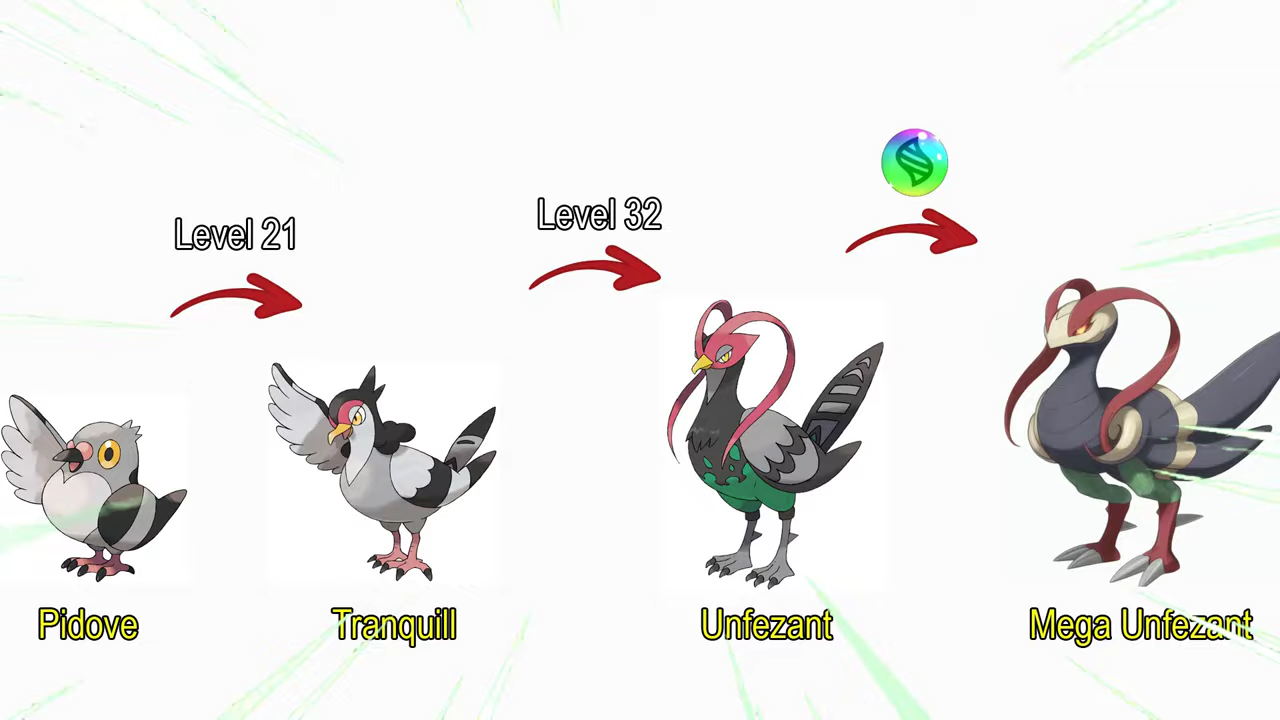 Level 21
Level 32
Pidove
Tranquill
Unfezant
Mega Unfezant